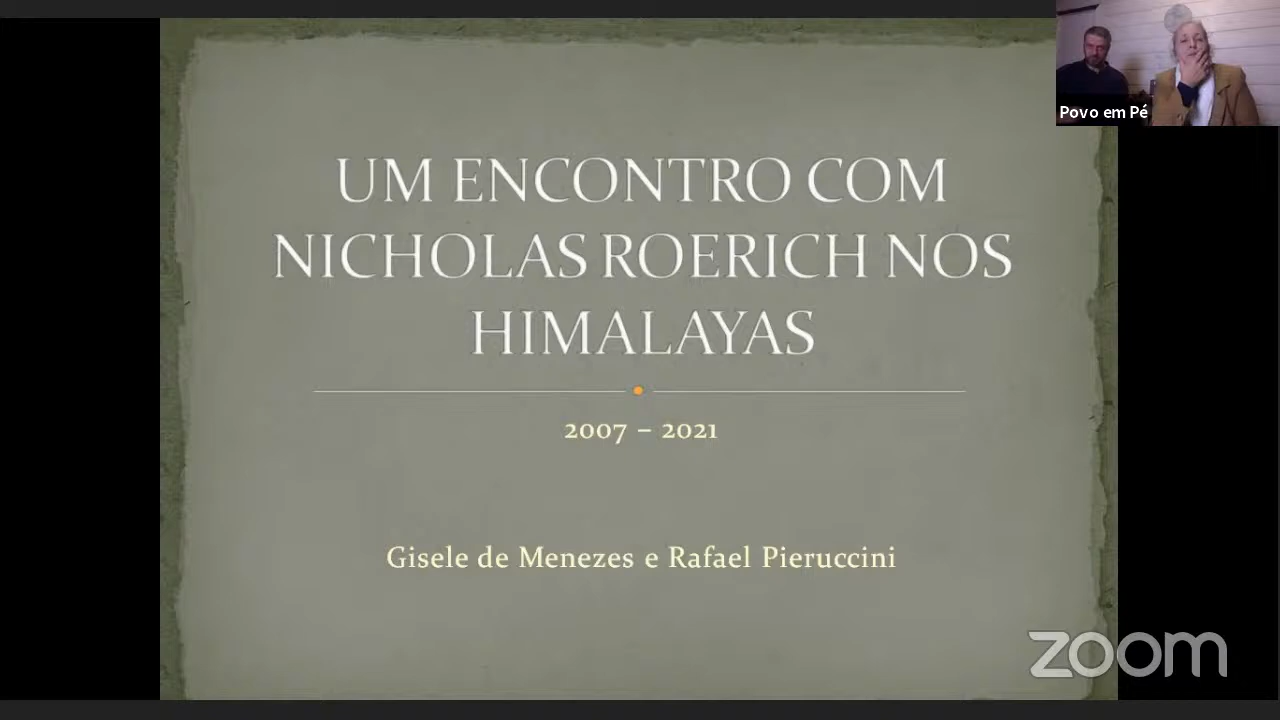 Povo em Pé
UM ENCONTRO COM
NICHOLAS ROERICH NOS
HIMALAYAS
2007 – 2021
Gisele de Menezes e Rafael Pieruccini
zoom